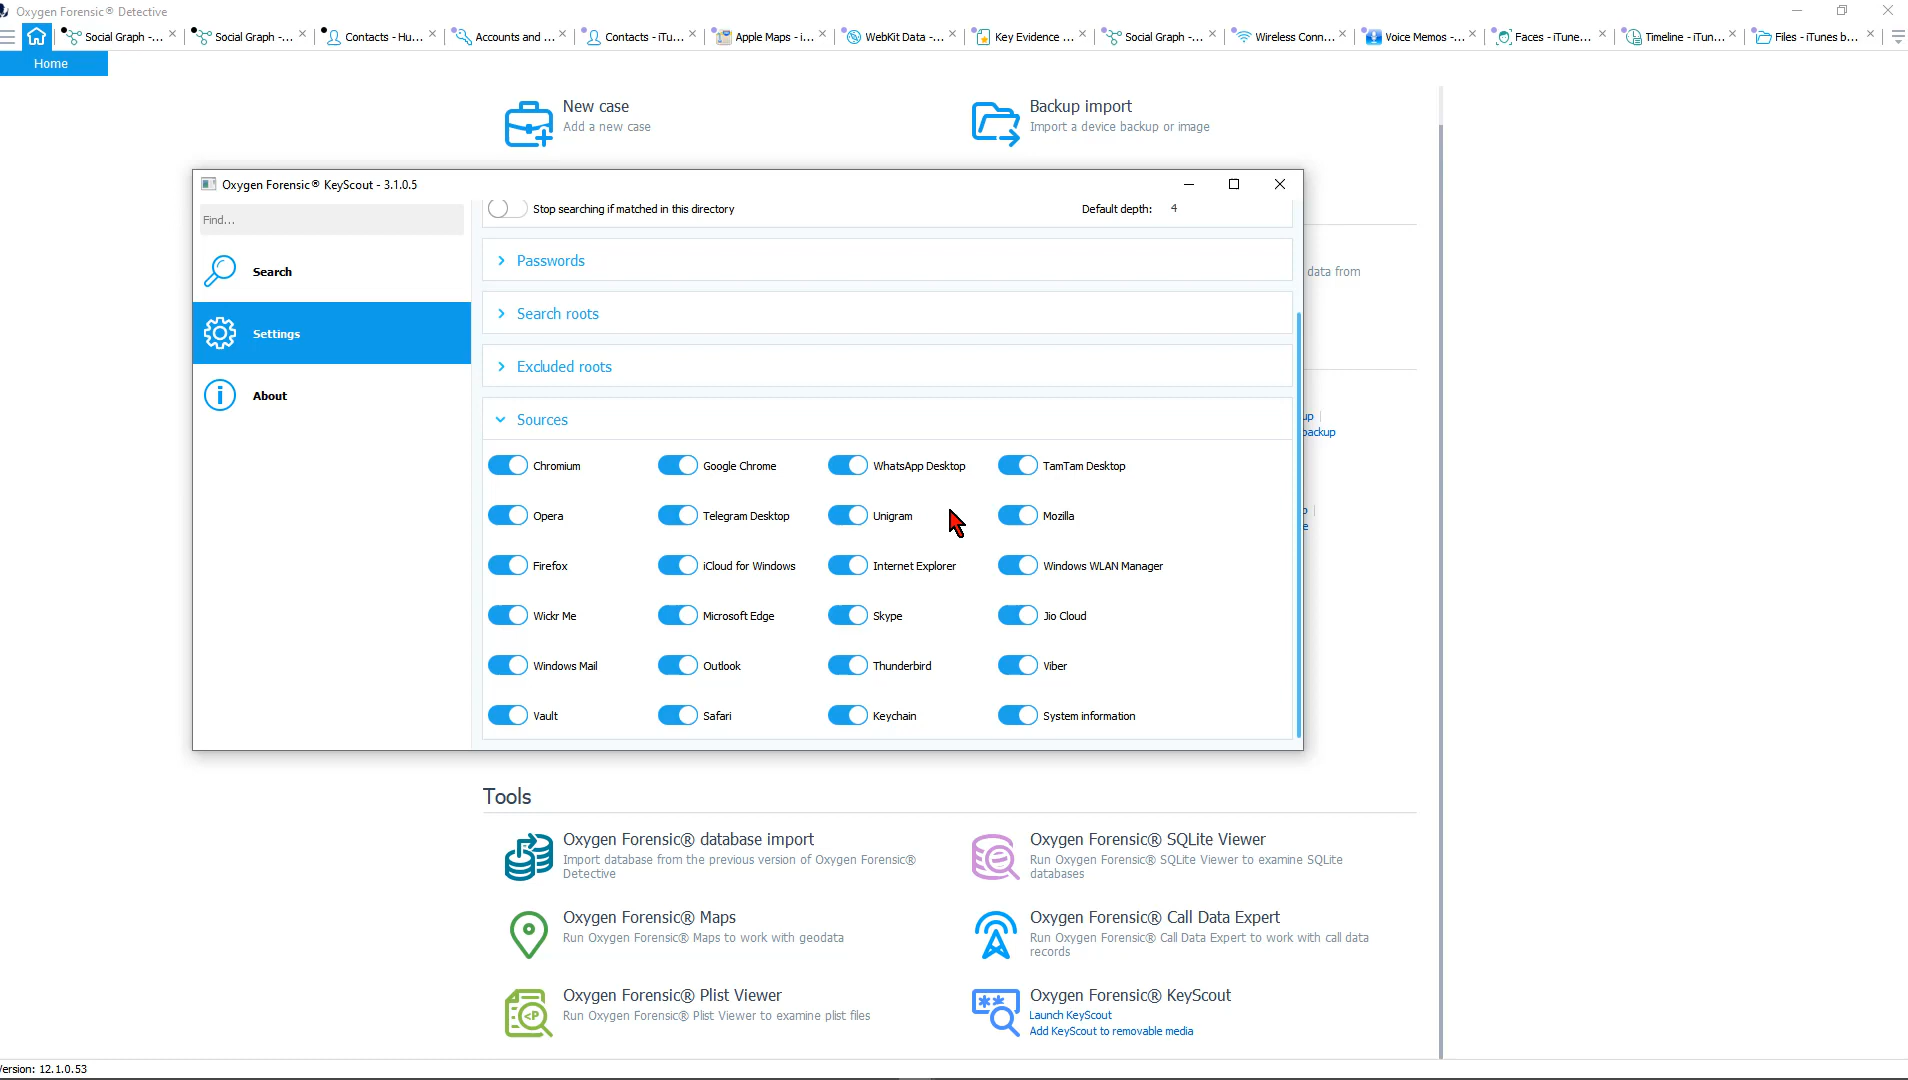 Oxygen Forensic® Detective
Social Graph -...
Social Graph -...
Contacts - Hu...
Accounts and ...
Contacts - iTu...
Apple Maps - i...
WebKit Data -...
Key Evidence ...
Social Graph -...
Wireless Conn...
Voice Memos -...
Faces - iTune...
Timeline - iTun...
Files - iTunes b...
Home
New case
Add a new case
Backup import
Import a device backup or image
Oxygen Forensic® KeyScout - 3.1.0.5
Find...
Search
Settings
About
Stop searching if matched in this directory
Default depth: 4
Passwords
Search roots
Excluded roots
Sources
Chromium
Google Chrome
WhatsApp Desktop
TamTam Desktop
Opera
Telegram Desktop
Unigram
Mozilla
Firefox
iCloud for Windows
Internet Explorer
Windows WLAN Manager
Wickr Me
Microsoft Edge
Skype
Jio Cloud
Windows Mail
Outlook
Thunderbird
Viber
Vault
Safari
Keychain
System information
data from
up
backup
Tools
Oxygen Forensic® database import
Import database from the previous version of Oxygen Forensic®
Detective
Oxygen Forensic® SQLite Viewer
Run Oxygen Forensic® SQLite Viewer to examine SQLite
databases
Oxygen Forensic® Maps
Run Oxygen Forensic® Maps to work with geodata
Oxygen Forensic® Call Data Expert
Run Oxygen Forensic® Call Data Expert to work with call data
records
Oxygen Forensic® Plist Viewer
Run Oxygen Forensic® Plist Viewer to examine plist files
Oxygen Forensic® KeyScout
Launch KeyScout
Add KeyScout to removable media
ersion: 12.1.0.53